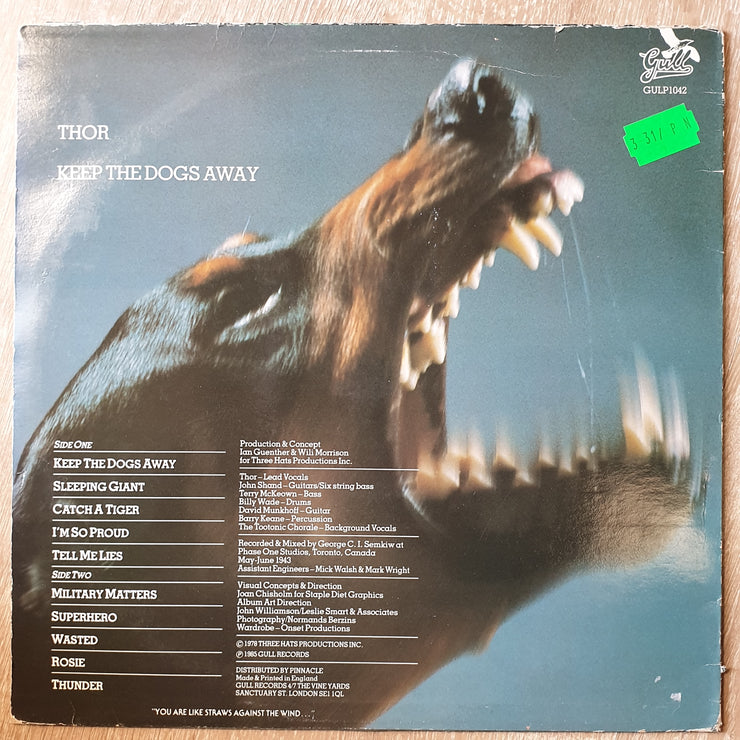 Gull
GULP1042
3 31/ P N
THOR
KEEP THE DOGS AWAY
SIDE ONE
KEEP THE DOGS AWAY
SLEEPING GIANT
CATCH A TIGER
I'M SO PROUD
TELL ME LIES
SIDE TWO
MILITARY MATTERS
SUPERHERO
WASTED
ROSIE
THUNDER
Production & Concept
Ian Guenther & Will Morrison
for Three Hats Productions Inc.
Thor—Lead Vocals
John Shand—Guitars/Six string bass
Terry McKeown—Bass
Billy Wade—Drums
David Munkhoff—Guitar
Barry Keane—Percussion
The Tootonic Chorale—Background Vocals
Recorded & Mixed by George C. I. Semkiw at
Phase One Studios, Toronto, Canada
May-June 1943
Assistant Engineers—Mick Walsh & Mark Wright
Visual Concepts & Direction
Joan Chisholm for Staple Diet Graphics
Album Art Direction
John Williamson/Leslie Smart & Associates
Photography/Normands Berzins
Wardrobe—Onset Productions
© 1978 THREE HATS PRODUCTIONS INC.
℗ 1985 GULL RECORDS
DISTRIBUTED BY PINNACLE
Made & Printed in England
GULL RECORDS 4/7 THE VINE YARDS
SANCTUARY ST. LONDON SE1 1QL
"YOU ARE LIKE STRAWS AGAINST THE WIND..."